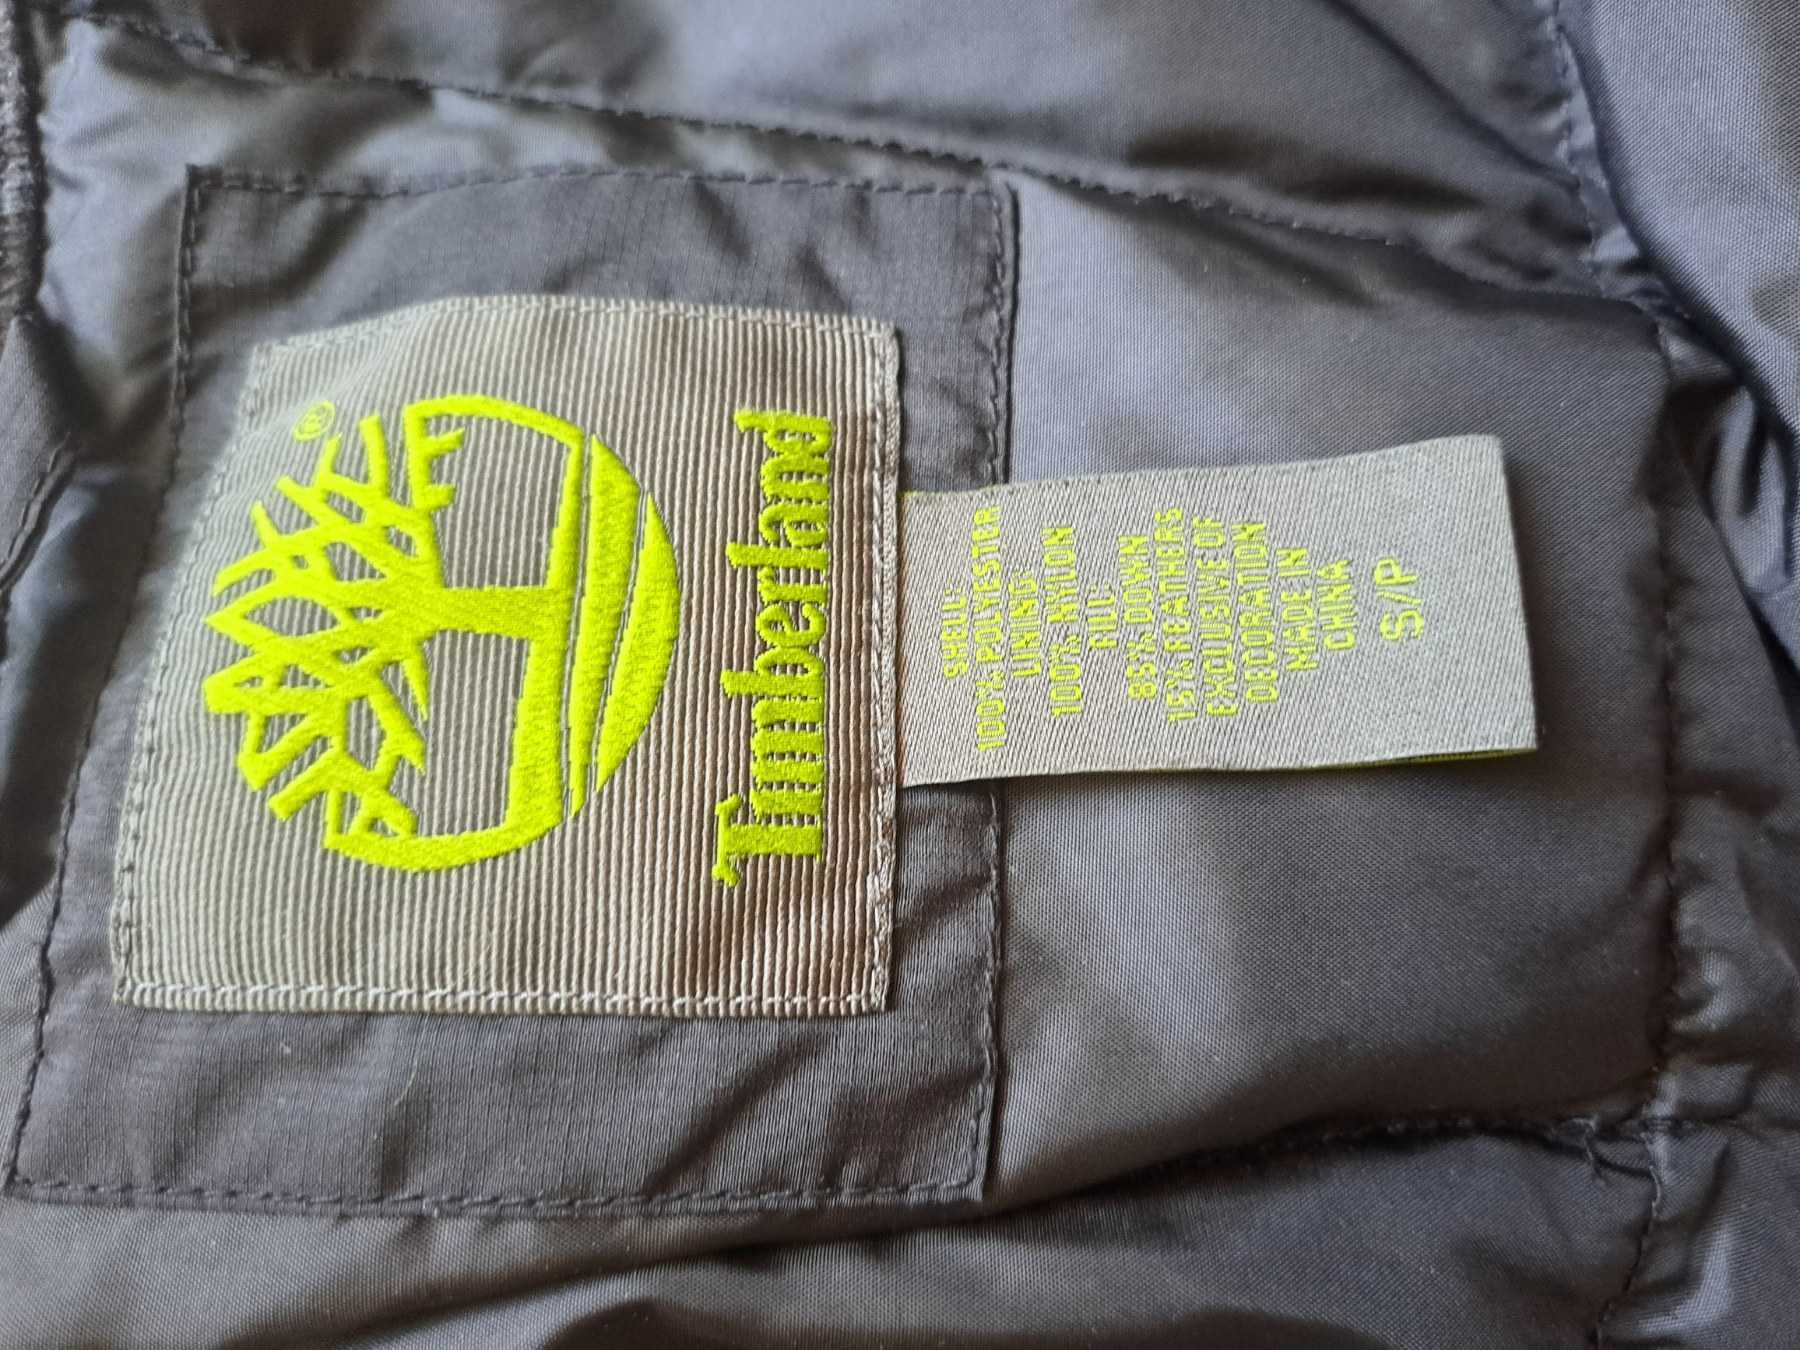 ®
Timberland
SHELL:
100% POLYESTER
LINING:
100% NYLON
FILL
85% DOWN
15% FEATHERS
EXCLUSIVE OF
DECORATION
MADE IN
CHINA
S/P